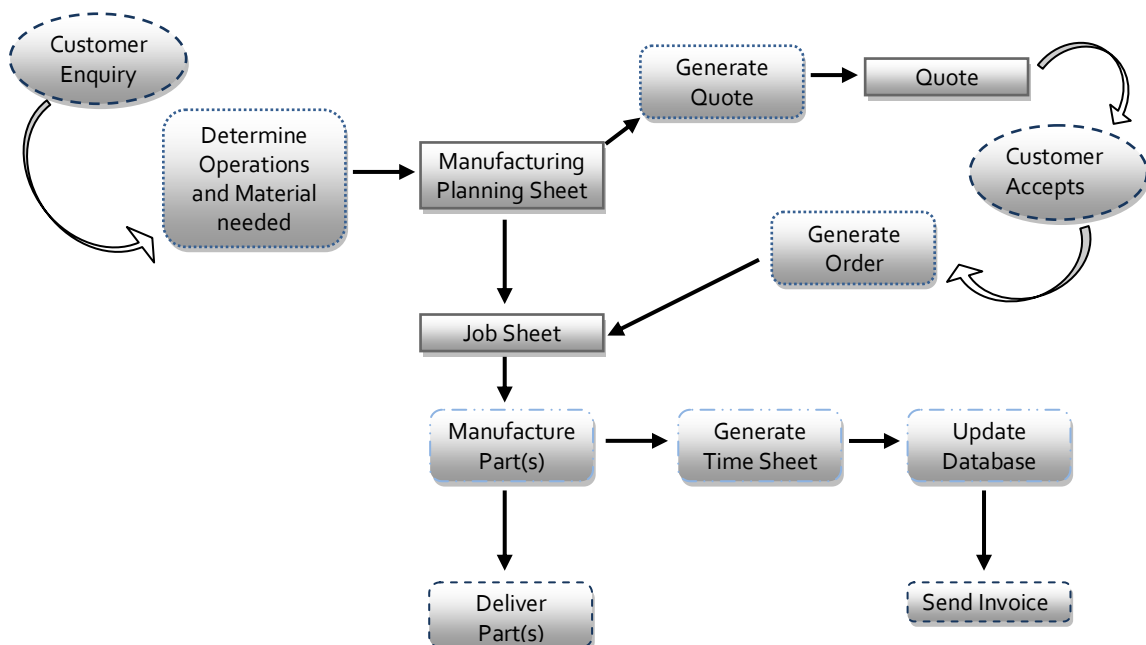 Customer
Enquiry
Determine
Operations
and Material
needed
Manufacturing
Planning Sheet
Generate
Quote
Quote
Customer
Accepts
Generate
Order
Job Sheet
Manufacture
Part(s)
Generate
Time Sheet
Update
Database
Deliver
Part(s)
Send Invoice